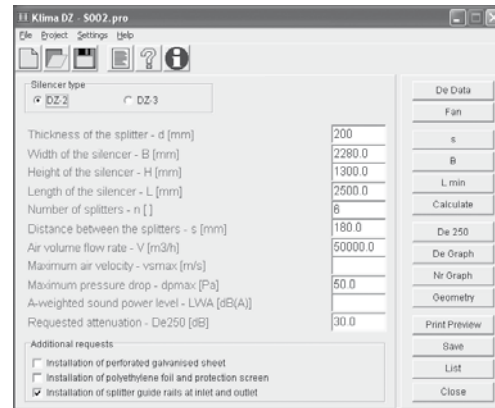 Klima DZ - S002.pro
File Project Settings Help
Silencer type
DZ-2 DZ-3
Thickness of the splitter - d [mm] 200
Width of the silencer - B [mm] 2280.0
Height of the silencer - H [mm] 1300.0
Length of the silencer - L [mm] 2500.0
Number of splitters - n [ ] 6
Distance between the splitters - s [mm] 180.0
Air volume flow rate - V [m3/h] 50000.0
Maximum air velocity - vsmax [m/s]
Maximum pressure drop - dpmax [Pa] 50.0
A-weighted sound power level - LWA [dB(A)]
Requested attenuation - De250 [dB] 30.0
Additional requests
Installation of perforated galvanised sheet
Installation of polyethylene foil and protection screen
Installation of splitter guide rails at inlet and outlet
De Data
Fan
s
B
L min
Calculate
De 250
De Graph
Nr Graph
Geometry
Print Preview
Save
List
Close